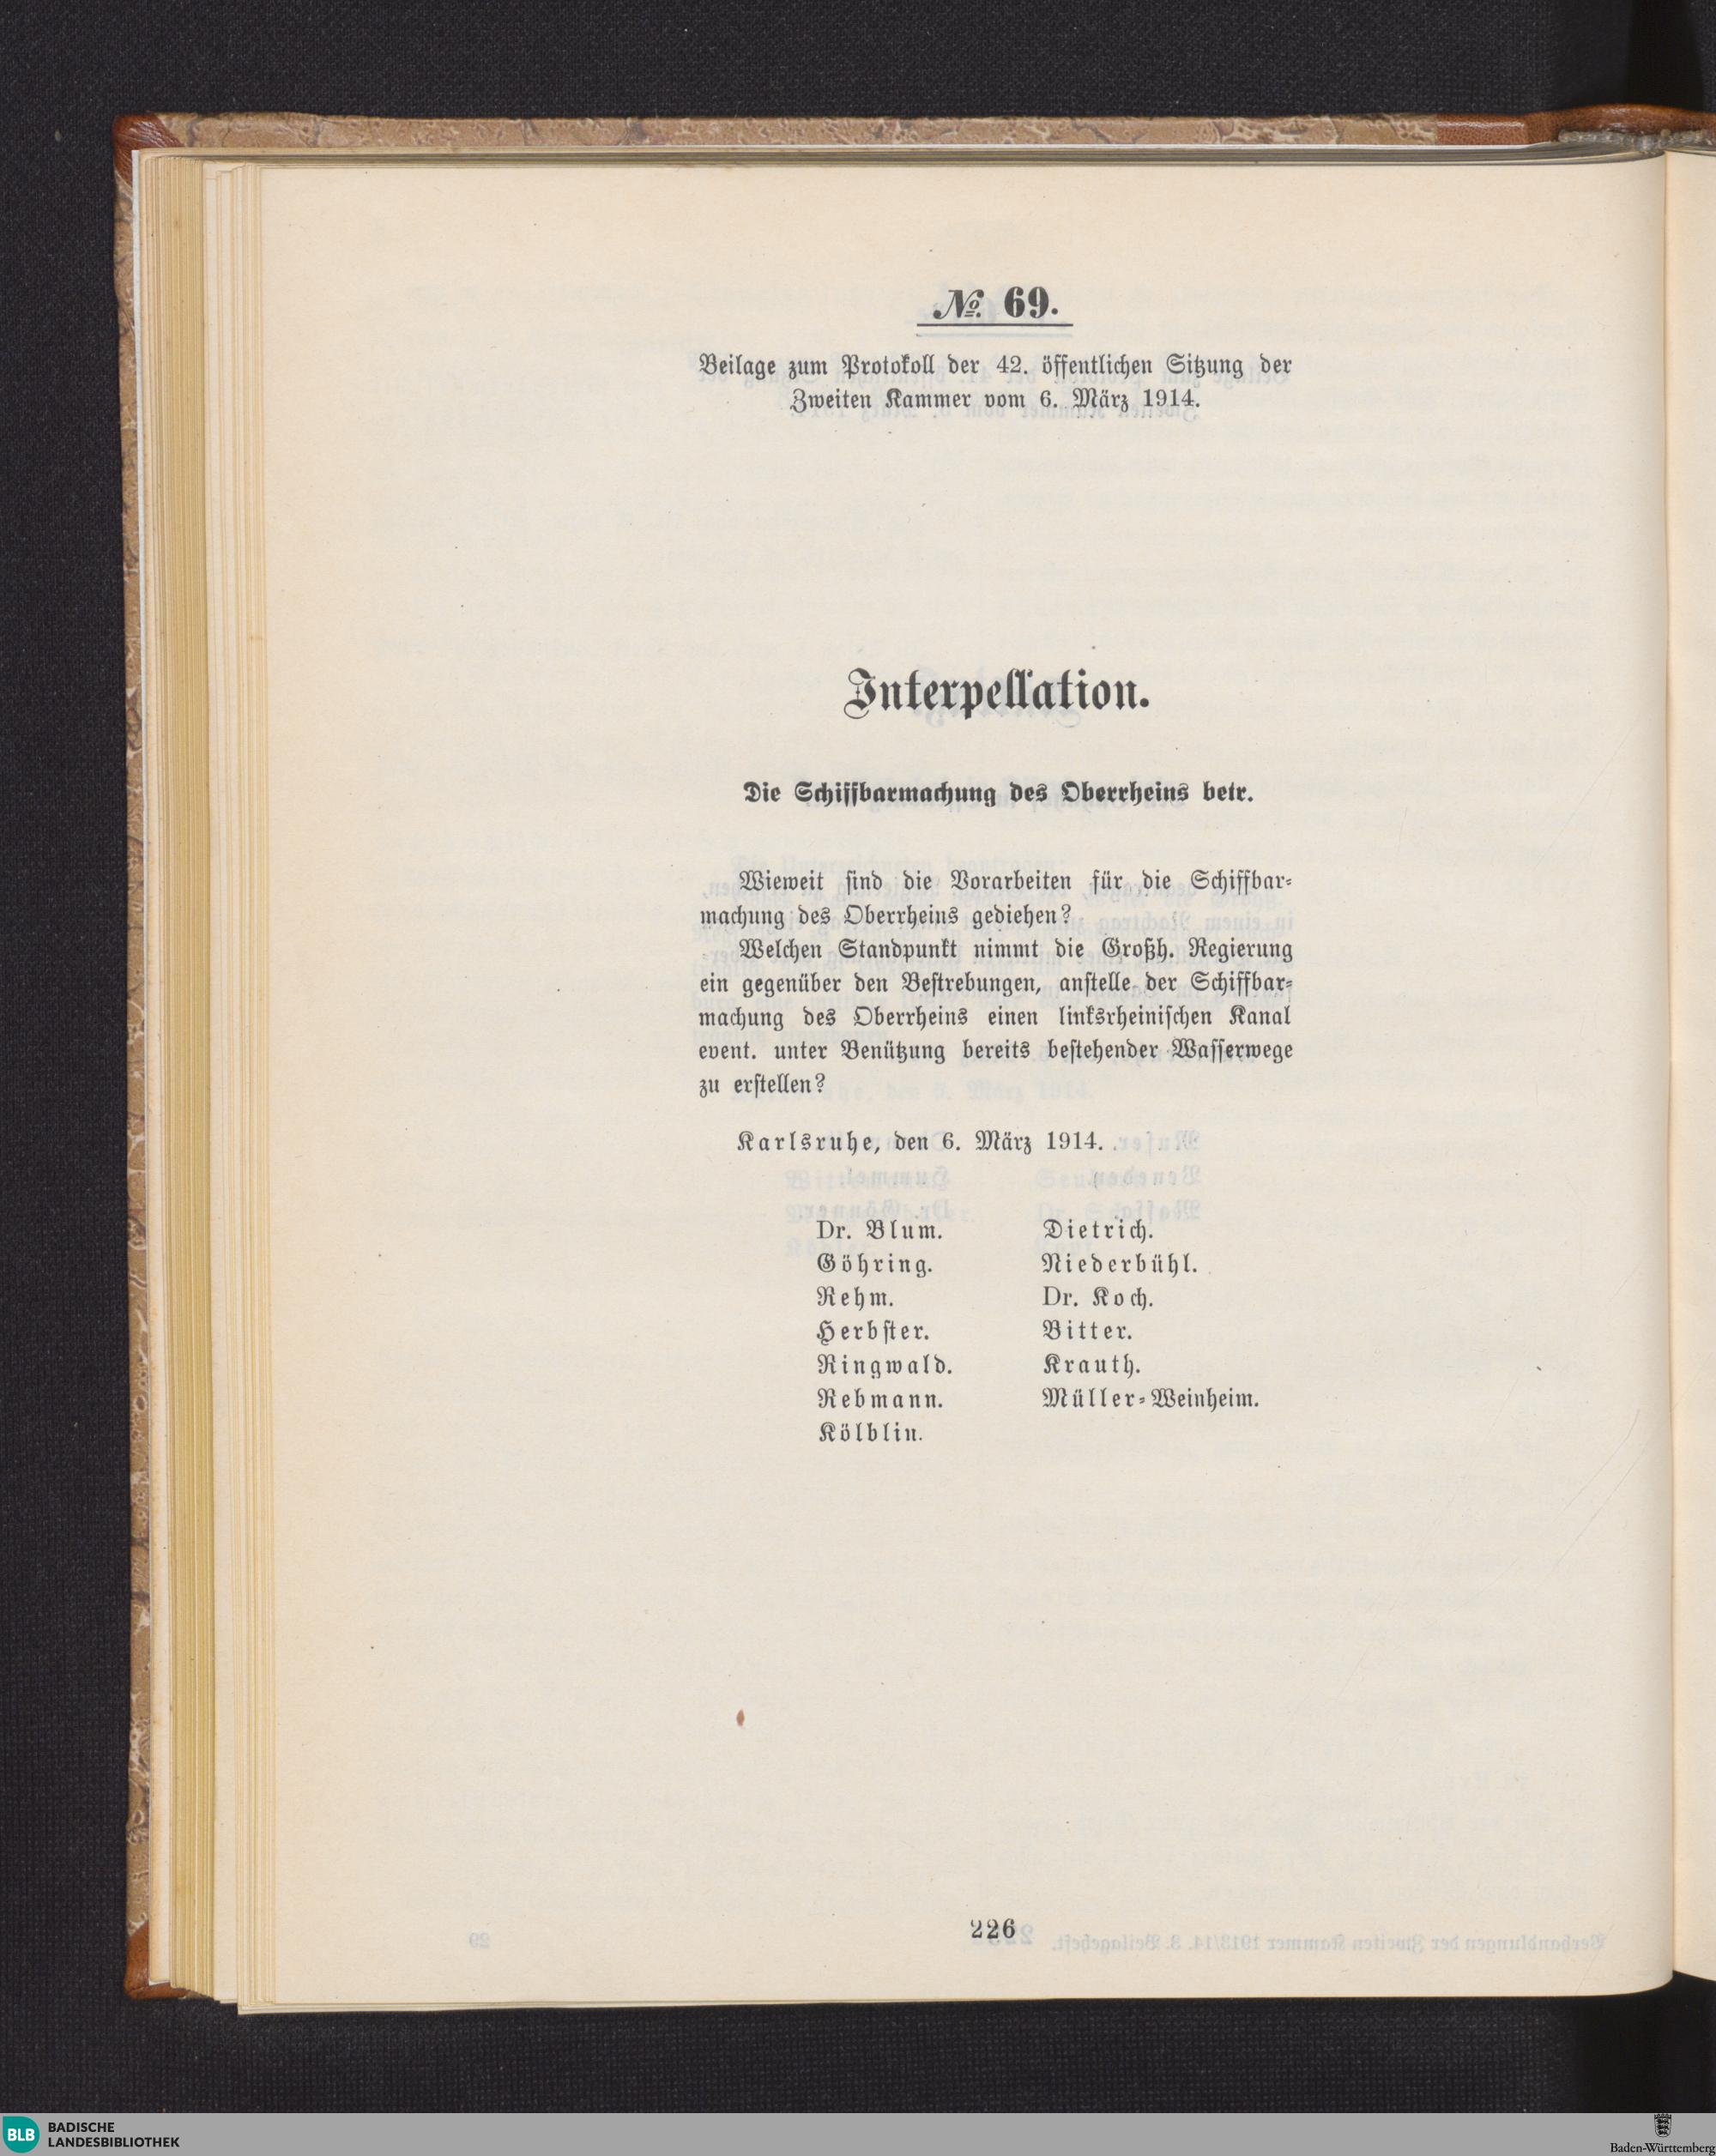 № 69.
Beilage zum Protokoll der 42. öffentlichen Sitzung der
Zweiten Kammer vom 6. März 1914.
Interpellation.
Die Schiffbarmachung des Oberrheins betr.
Wieweit sind die Vorarbeiten für die Schiffbar-
machung des Oberrheins gediehen?
Welchen Standpunkt nimmt die Großh. Regierung
ein gegenüber den Bestrebungen, anstelle der Schiffbar-
machung des Oberrheins einen linksrheinischen Kanal
event. unter Benützung bereits bestehender Wasserwege
zu erstellen?
Karlsruhe, den 6. März 1914.
Dr. Blum.
Göhring.
Rehm.
Herbster.
Ringwald.
Rebmann.
Kölblin.
Dietrich.
Niederbühl.
Dr. Koch.
Bitter.
Krauth.
Müller-Weinheim.
226
BLB BADISCHE
LANDESBIBLIOTHEK
Baden-Württemberg